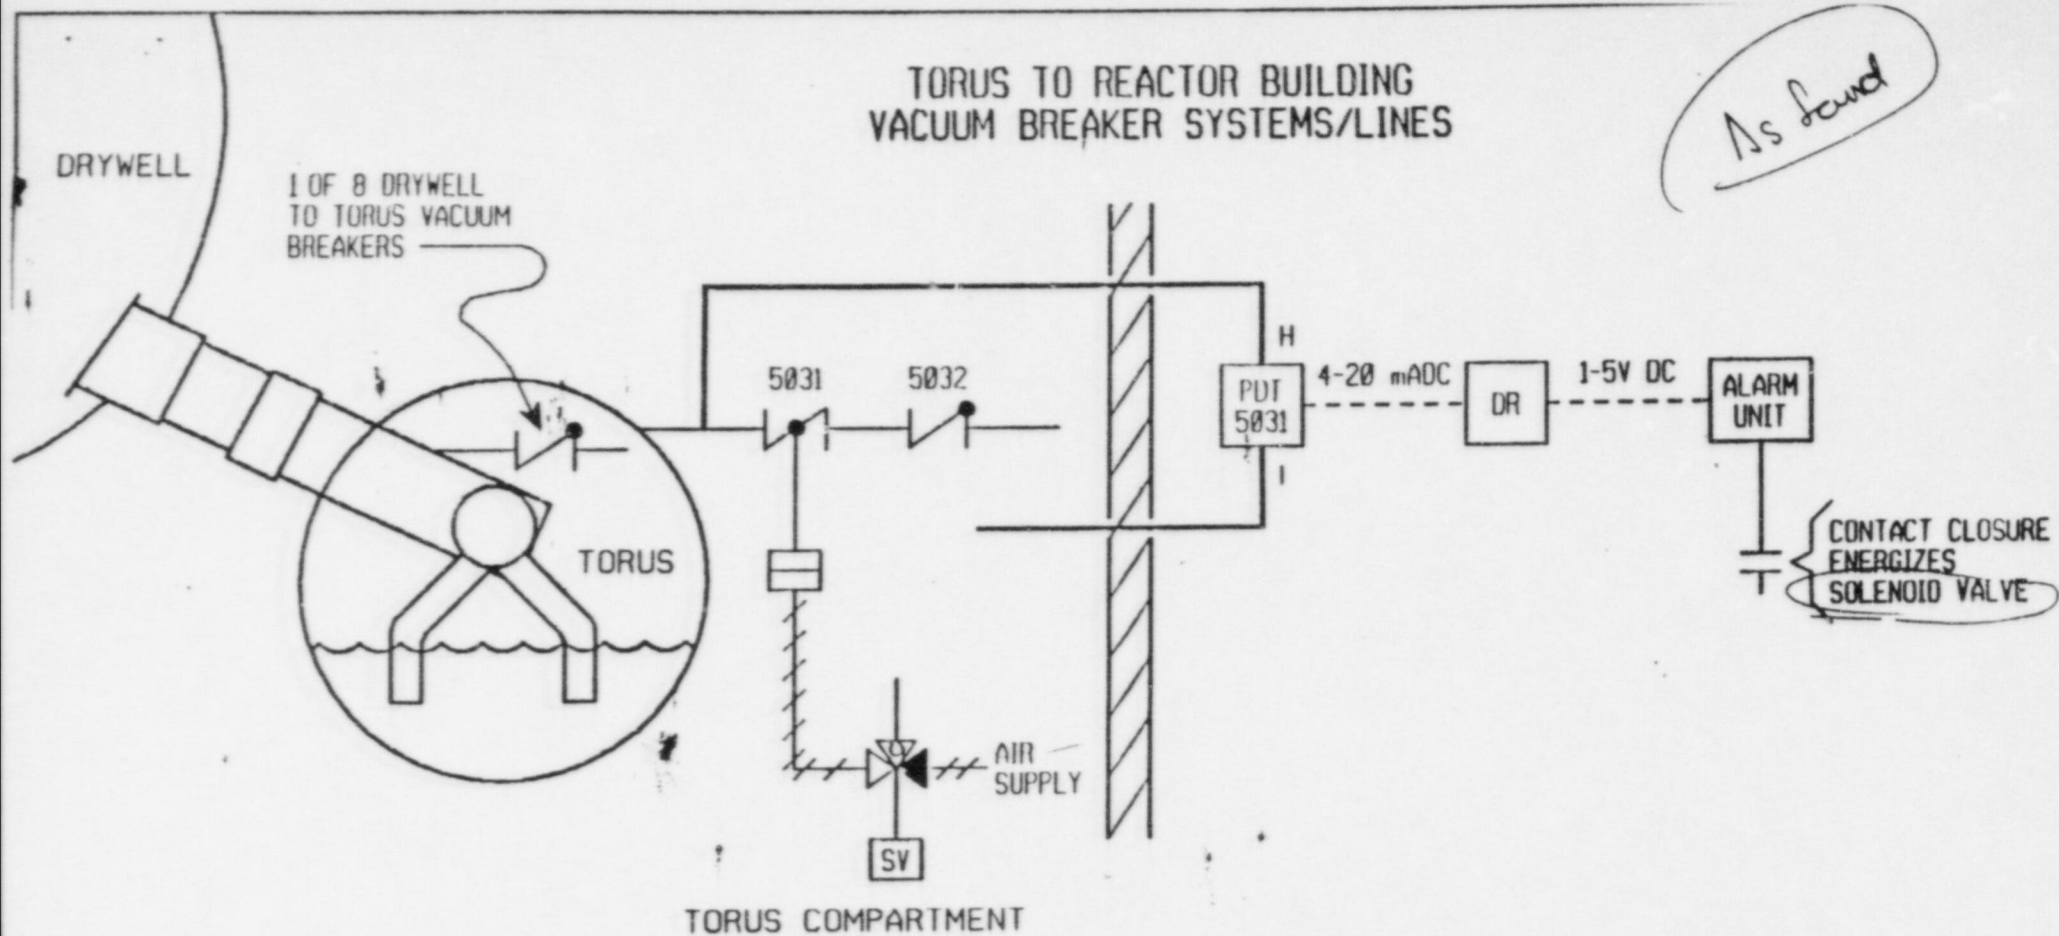 TORUS TO REACTOR BUILDING
VACUUM BREAKER SYSTEMS/LINES
As found
DRYWELL
1 OF 8 DRYWELL
TO TORUS VACUUM
BREAKERS
5031
5032
H
PDT
5031
4-20 mADC
DR
1-5V DC
ALARM
UNIT
TORUS
CONTACT CLOSURE
ENERGIZES
SOLENOID VALVE
AIR
SUPPLY
SV
TORUS COMPARTMENT